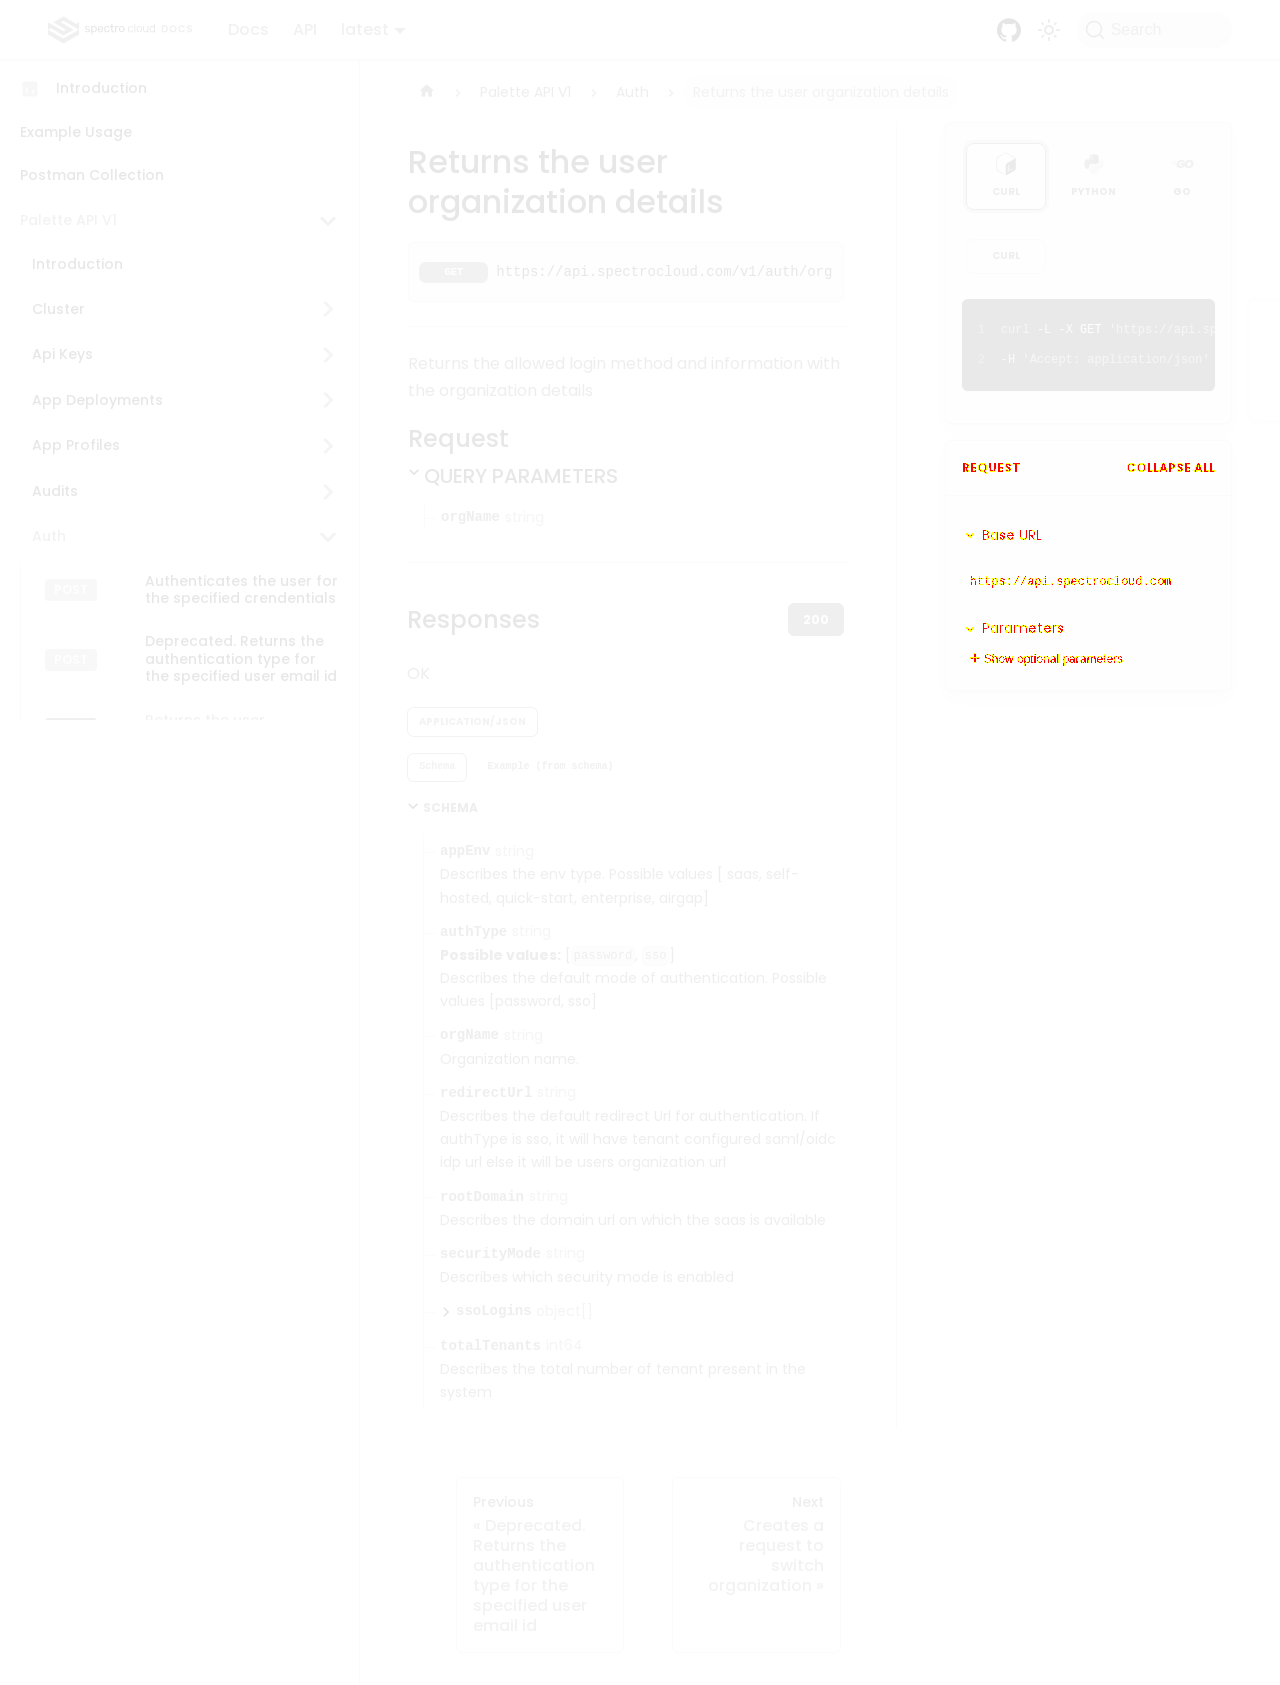 spectro cloud DOCS
Docs
API
latest
Search
Introduction
Example Usage
Postman Collection
Palette API V1
Introduction
Cluster
Api Keys
App Deployments
App Profiles
Audits
Auth
POST
Authenticates the user for
the specified crendentials
POST
Deprecated. Returns the
authentication type for
the specified user email id
Returns the user
Palette API V1
Auth
Returns the user organization details
Returns the user
organization details
GET
https://api.spectrocloud.com/v1/auth/org
Returns the allowed login method and information with
the organization details
Request
QUERY PARAMETERS
orgName string
Responses
200
OK
APPLICATION/JSON
Schema
Example (from schema)
SCHEMA
appEnv string
Describes the env type. Possible values [ saas, self-
hosted, quick-start, enterprise, airgap]
authType string
Possible values: [password, sso]
Describes the default mode of authentication. Possible
values [password, sso]
orgName string
Organization name.
redirectUrl string
Describes the default redirect Url for authentication. If
authType is sso, it will have tenant configured saml/oidc
idp url else it will be users organization url
rootDomain string
Describes the domain url on which the saas is available
securityMode string
Describes which security mode is enabled
ssoLogins object[]
totalTenants int64
Describes the total number of tenant present in the
system
Previous
« Deprecated.
Returns the
authentication
type for the
specified user
email id
Next
Creates a
request to
switch
organization »
CURL
PYTHON
GO
CURL
1 curl -L -X GET 'https://api.sp
2 -H 'Accept: application/json'
REQUEST
COLLAPSE ALL
Base URL
https://api.spectrocloud.com
Parameters
Show optional parameters